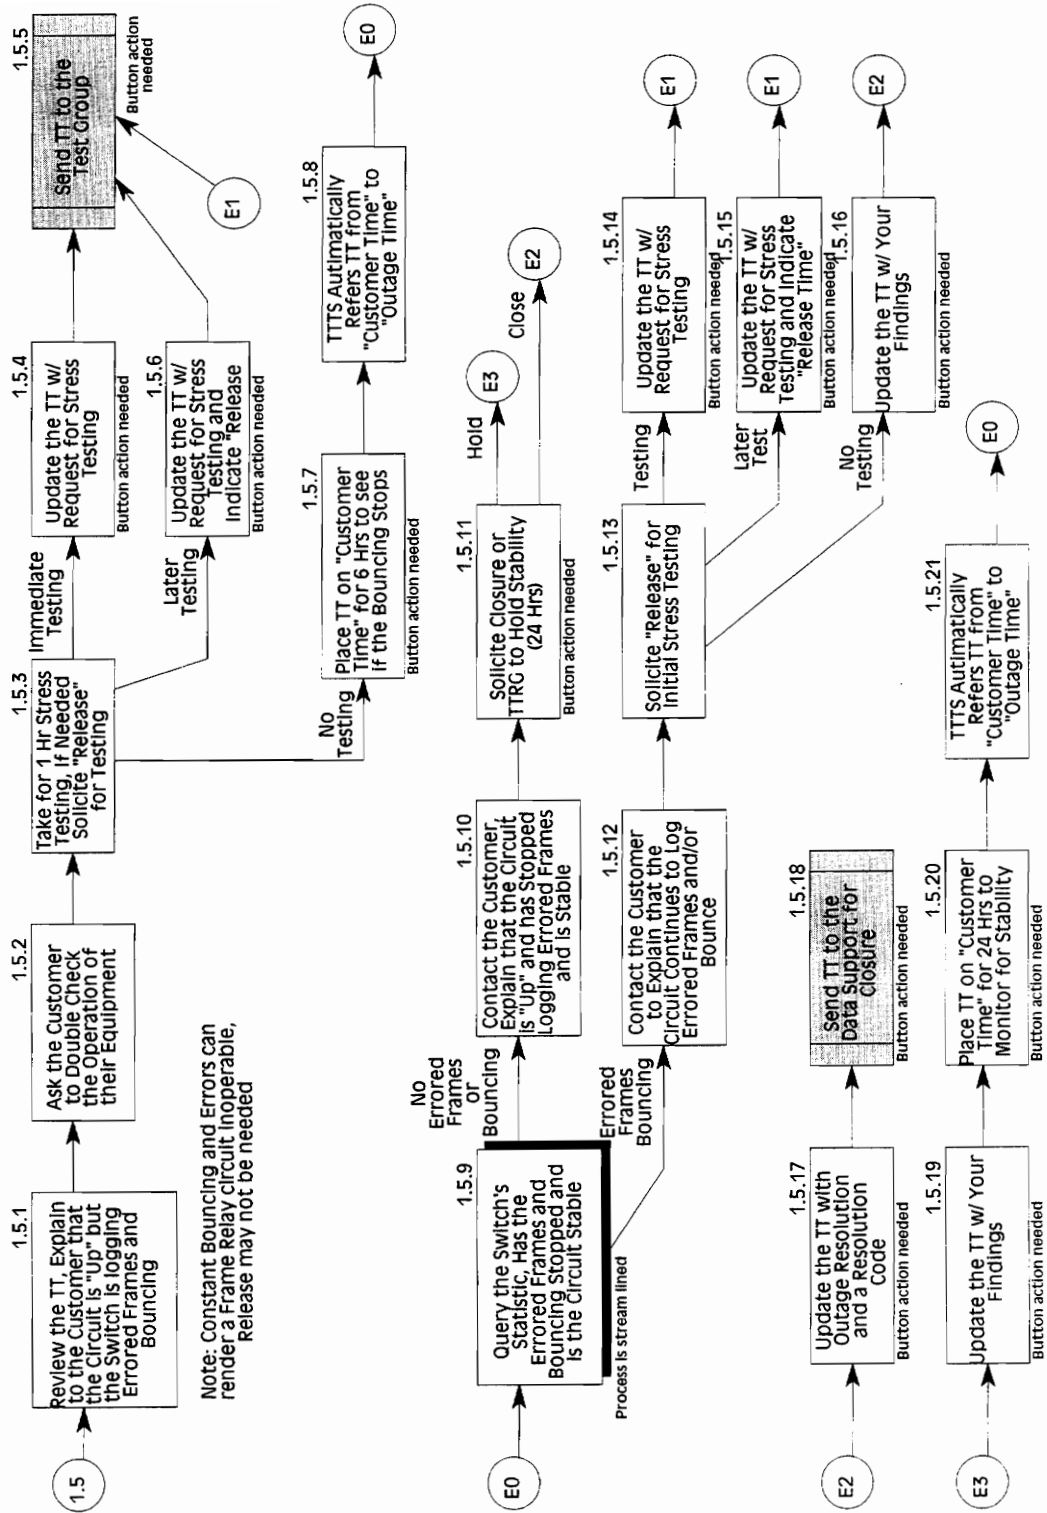 1.5
1.5.1
Review the TT, Explain
to the Customer that
the Circuit is "Up" but
the Switch is logging
Errored Frames and
Bouncing
1.5.2
Ask the Customer
to Double Check
the Operation of
their Equipment
1.5.3
Take for 1 Hr Stress
Testing, If Needed
Solicite "Release"
for Testing
Immediate
Testing
1.5.4
Update the TT w/
Request for Stress
Testing
Button action needed
1.5.5
Send TT to the
Test Group
Button action
needed
Later
Testing
1.5.6
Update the TT w/
Request for Stress
Testing and
Indicate "Release
Button action needed
E1
Note: Constant Bouncing and Errors can
render a Frame Relay circuit Inoperable,
Release may not be needed
No
Testing
1.5.7
Place TT on "Customer
Time" for 6 Hrs to see
if the Bouncing Stops
Button action needed
1.5.8
TTTS Autimatically
Refers TT from
"Customer Time" to
"Outage Time"
E0
E0
1.5.9
Query the Switch's
Statistic, Has the
Errored Frames and
Bouncing Stopped and
Is the Circuit Stable
Process is stream lined
No
Errored
Frames
or
Bouncing
1.5.10
Contact the Customer,
Explain that the Circuit
is "Up" and has Stopped
Logging Errored Frames
and is Stable
1.5.11
Solicite Closure or
TTRG to Hold Stability
(24 Hrs)
Button action needed
Hold
E3
Close
E2
Errored
Frames
Bouncing
1.5.12
Contact the Customer
to Explain that the
Circuit Continues to Log
Errored Frames and/or
Bounce
1.5.13
Solicite "Release" for
Initial Stress Testing
Testing
1.5.14
Update the TT w/
Request for Stress
Testing
Button action needed
E1
Later
Test
1.5.15
Update the TT w/
Request for Stress
Testing and Indicate
"Release Time"
Button action needed
E1
No
Testing
1.5.16
Update the TT w/ Your
Findings
Button action needed
E2
E2
1.5.17
Update the TT with
Outage Resolution
and a Resolution
Code
Button action needed
1.5.18
Send TT to the
Data Support for
Closure
Button action needed
E3
1.5.19
Update the TT w/ Your
Findings
Button action needed
1.5.20
Place TT on "Customer
Time" for 24 Hrs to
Monitor for Stability
Button action needed
1.5.21
TTTS Autimatically
Refers TT from
"Customer Time" to
"Outage Time"
E0